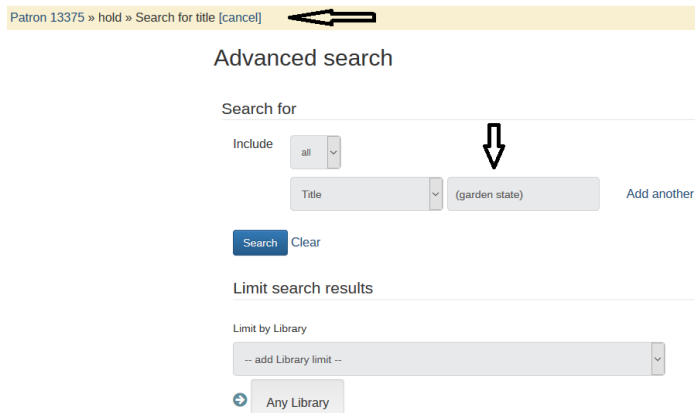 Patron 13375 » hold » Search for title [cancel]
Advanced search
Search for
Include all
Title (garden state) Add another
Search Clear
Limit search results
Limit by Library
-- add Library limit --
Any Library